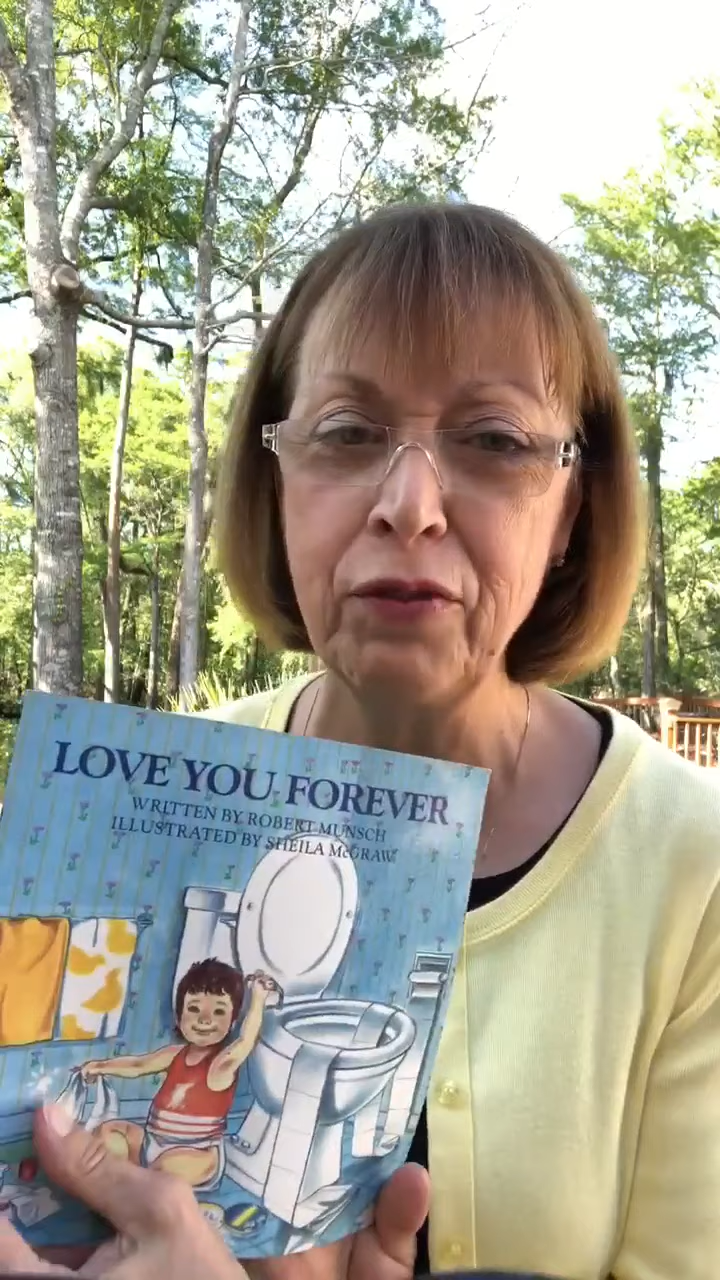 LOVE YOU FOREVER
WRITTEN BY ROBERT MUNSCH
ILLUSTRATED BY SHEILA McGRAW